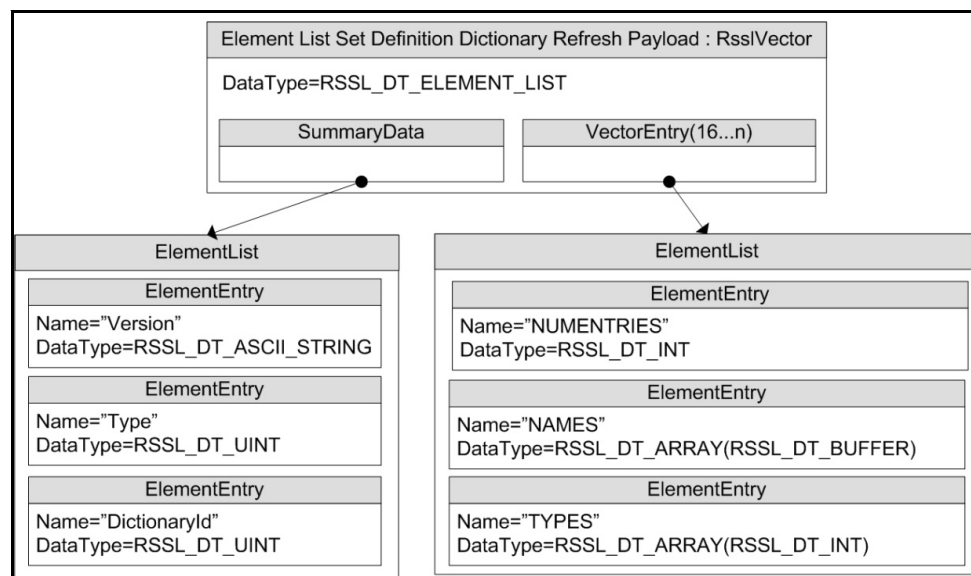 Element List Set Definition Dictionary Refresh Payload : RsslVector
DataType=RSSL_DT_ELEMENT_LIST
SummaryData
VectorEntry(16...n)
ElementList
ElementEntry
Name=”Version”
DataType=RSSL_DT_ASCII_STRING
ElementEntry
Name=”Type”
DataType=RSSL_DT_UINT
ElementEntry
Name=”DictionaryId”
DataType=RSSL_DT_UINT
ElementList
ElementEntry
Name=”NUMENTRIES”
DataType=RSSL_DT_INT
ElementEntry
Name=”NAMES”
DataType=RSSL_DT_ARRAY(RSSL_DT_BUFFER)
ElementEntry
Name=”TYPES”
DataType=RSSL_DT_ARRAY(RSSL_DT_INT)